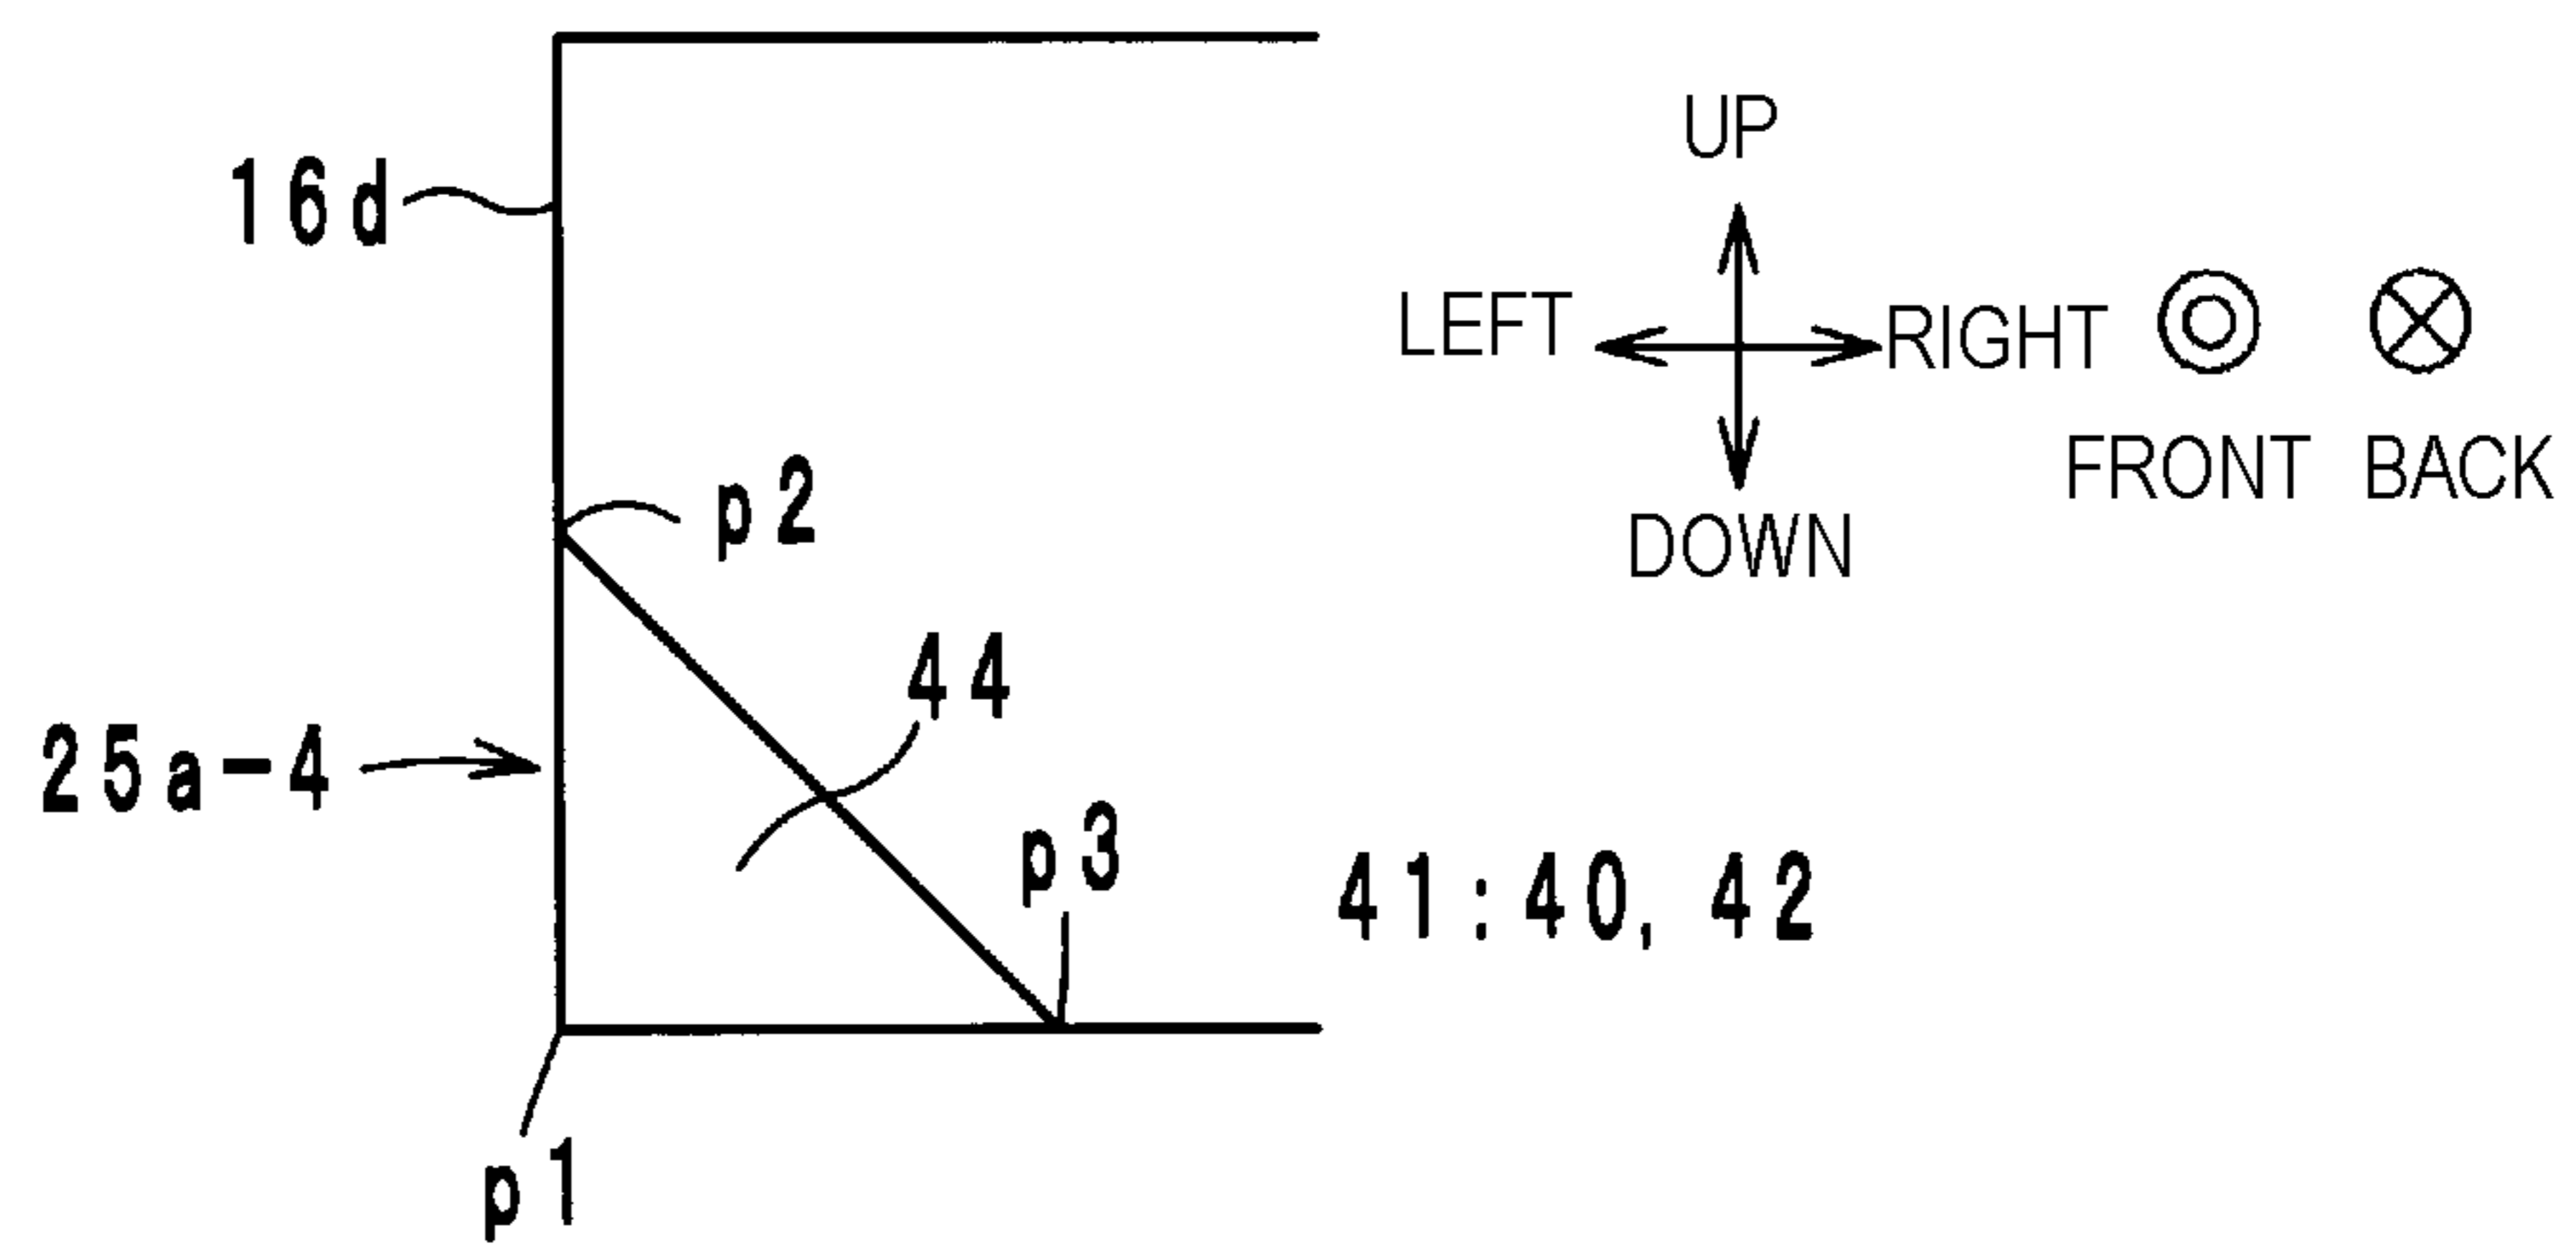 UP
16d
LEFT
RIGHT
FRONT BACK
p2
DOWN
44
25a-4
p3
41:40, 42
p1